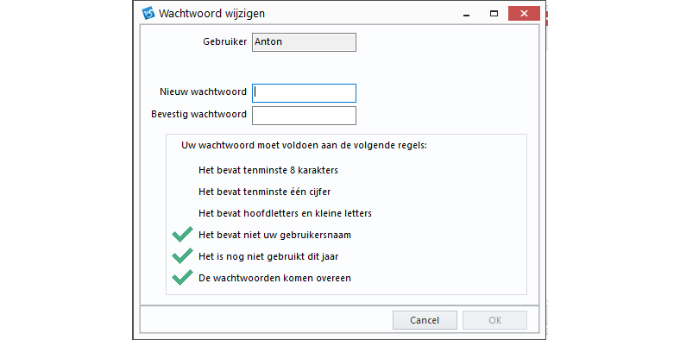 Wachtwoord wijzigen
Gebruiker Anton
Nieuw wachtwoord
Bevestig wachtwoord
Uw wachtwoord moet voldoen aan de volgende regels:
Het bevat tenminste 8 karakters
Het bevat tenminste één cijfer
Het bevat hoofdletters en kleine letters
Het bevat niet uw gebruikersnaam
Het is nog niet gebruikt dit jaar
De wachtwoorden komen overeen
Cancel OK